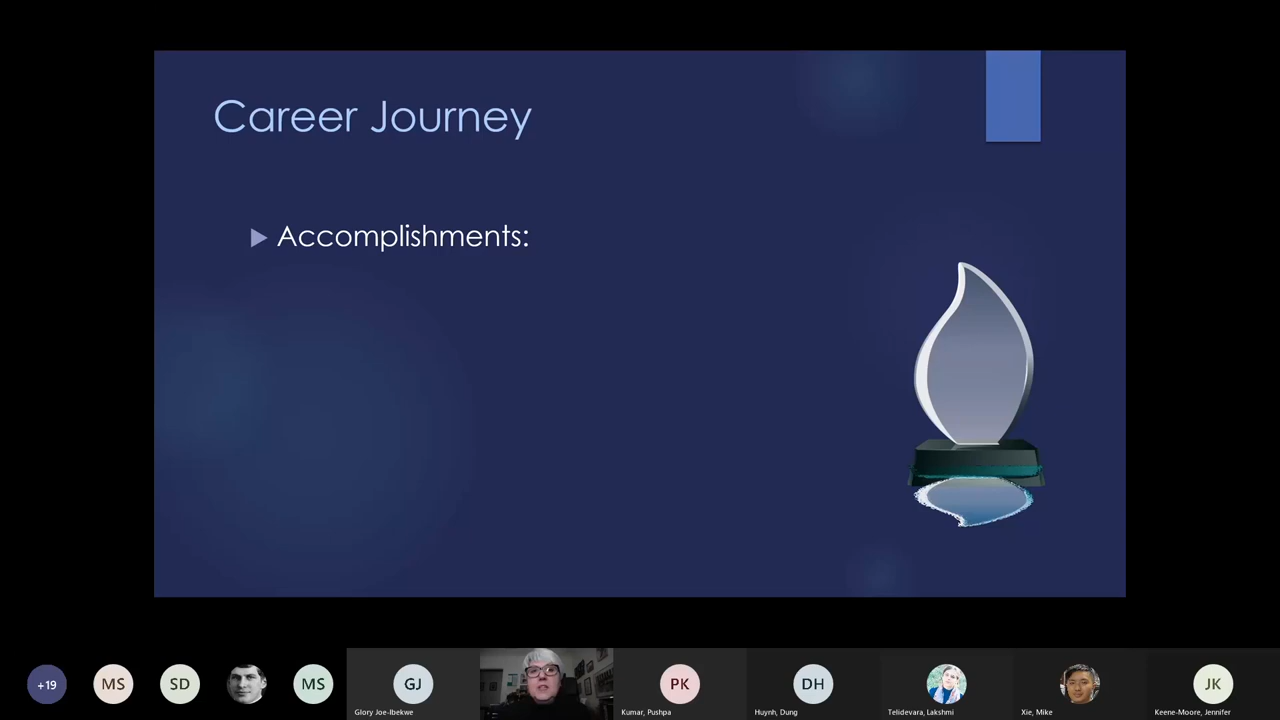 Career Journey
Accomplishments:
+19
MS
SD
MS
GJ
PK
DH
JK
Glory Joe-Ibekwe
Kumar, Pushpa
Huynh, Dung
Telidevara, Lakshmi
Xie, Mike
Keene-Moore, Jennifer